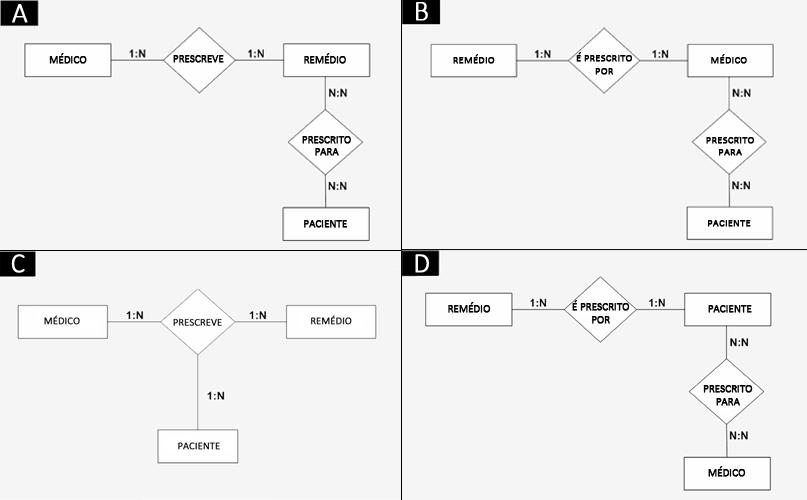 A
MÉDICO 1:N PRESCREVE 1:N REMÉDIO
N:N
PRESCRITO
PARA
N:N
PACIENTE
B
REMÉDIO 1:N É PRESCRITO
POR 1:N MÉDICO
N:N
PRESCRITO
PARA
N:N
PACIENTE
C
MÉDICO 1:N PRESCREVE 1:N REMÉDIO
1:N
PACIENTE
D
REMÉDIO 1:N É PRESCRITO
POR 1:N PACIENTE
N:N
PRESCRITO
PARA
N:N
MÉDICO